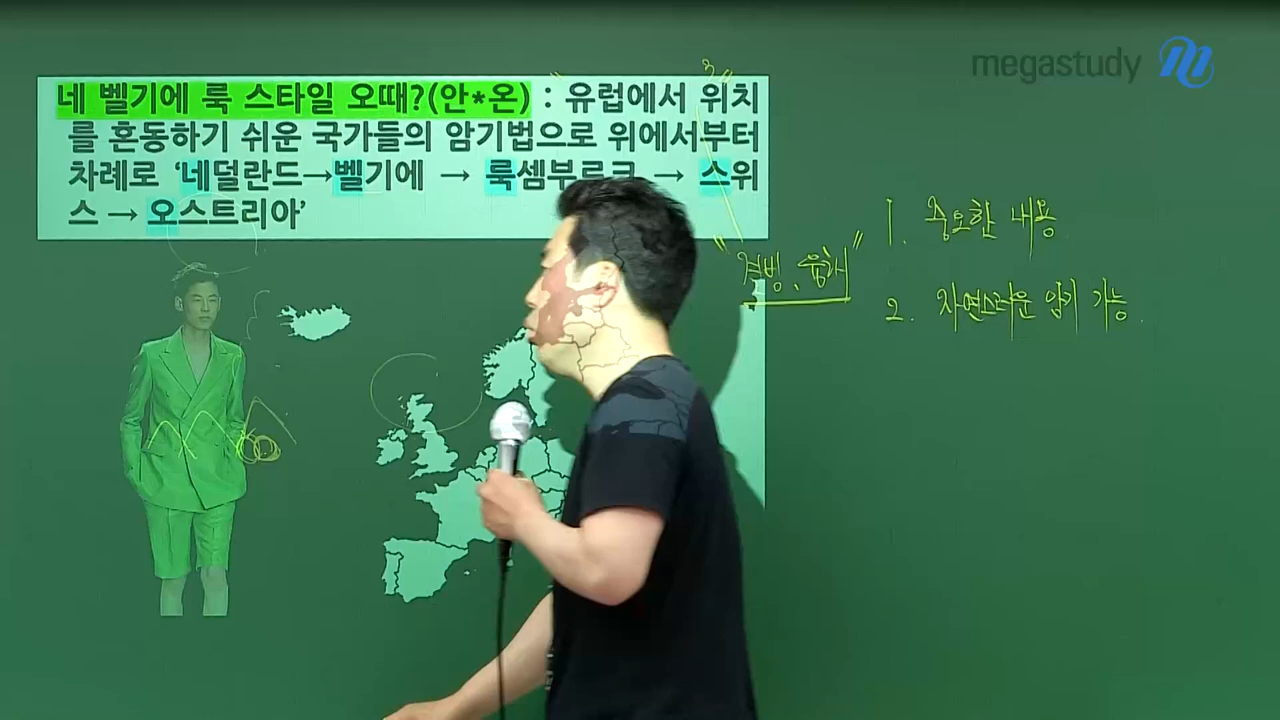 megastudy
네 벨기에 룩 스타일 오때?(안*온) : 유럽에서 위치
를 혼동하기 쉬운 국가들의 암기법으로 위에서부터
차례로 ‘네덜란드→벨기에 → 룩셈부르크 → 스위
스 → 오스트리아’
1. 중요한 내용
2. 자연스러운 암기 가능.